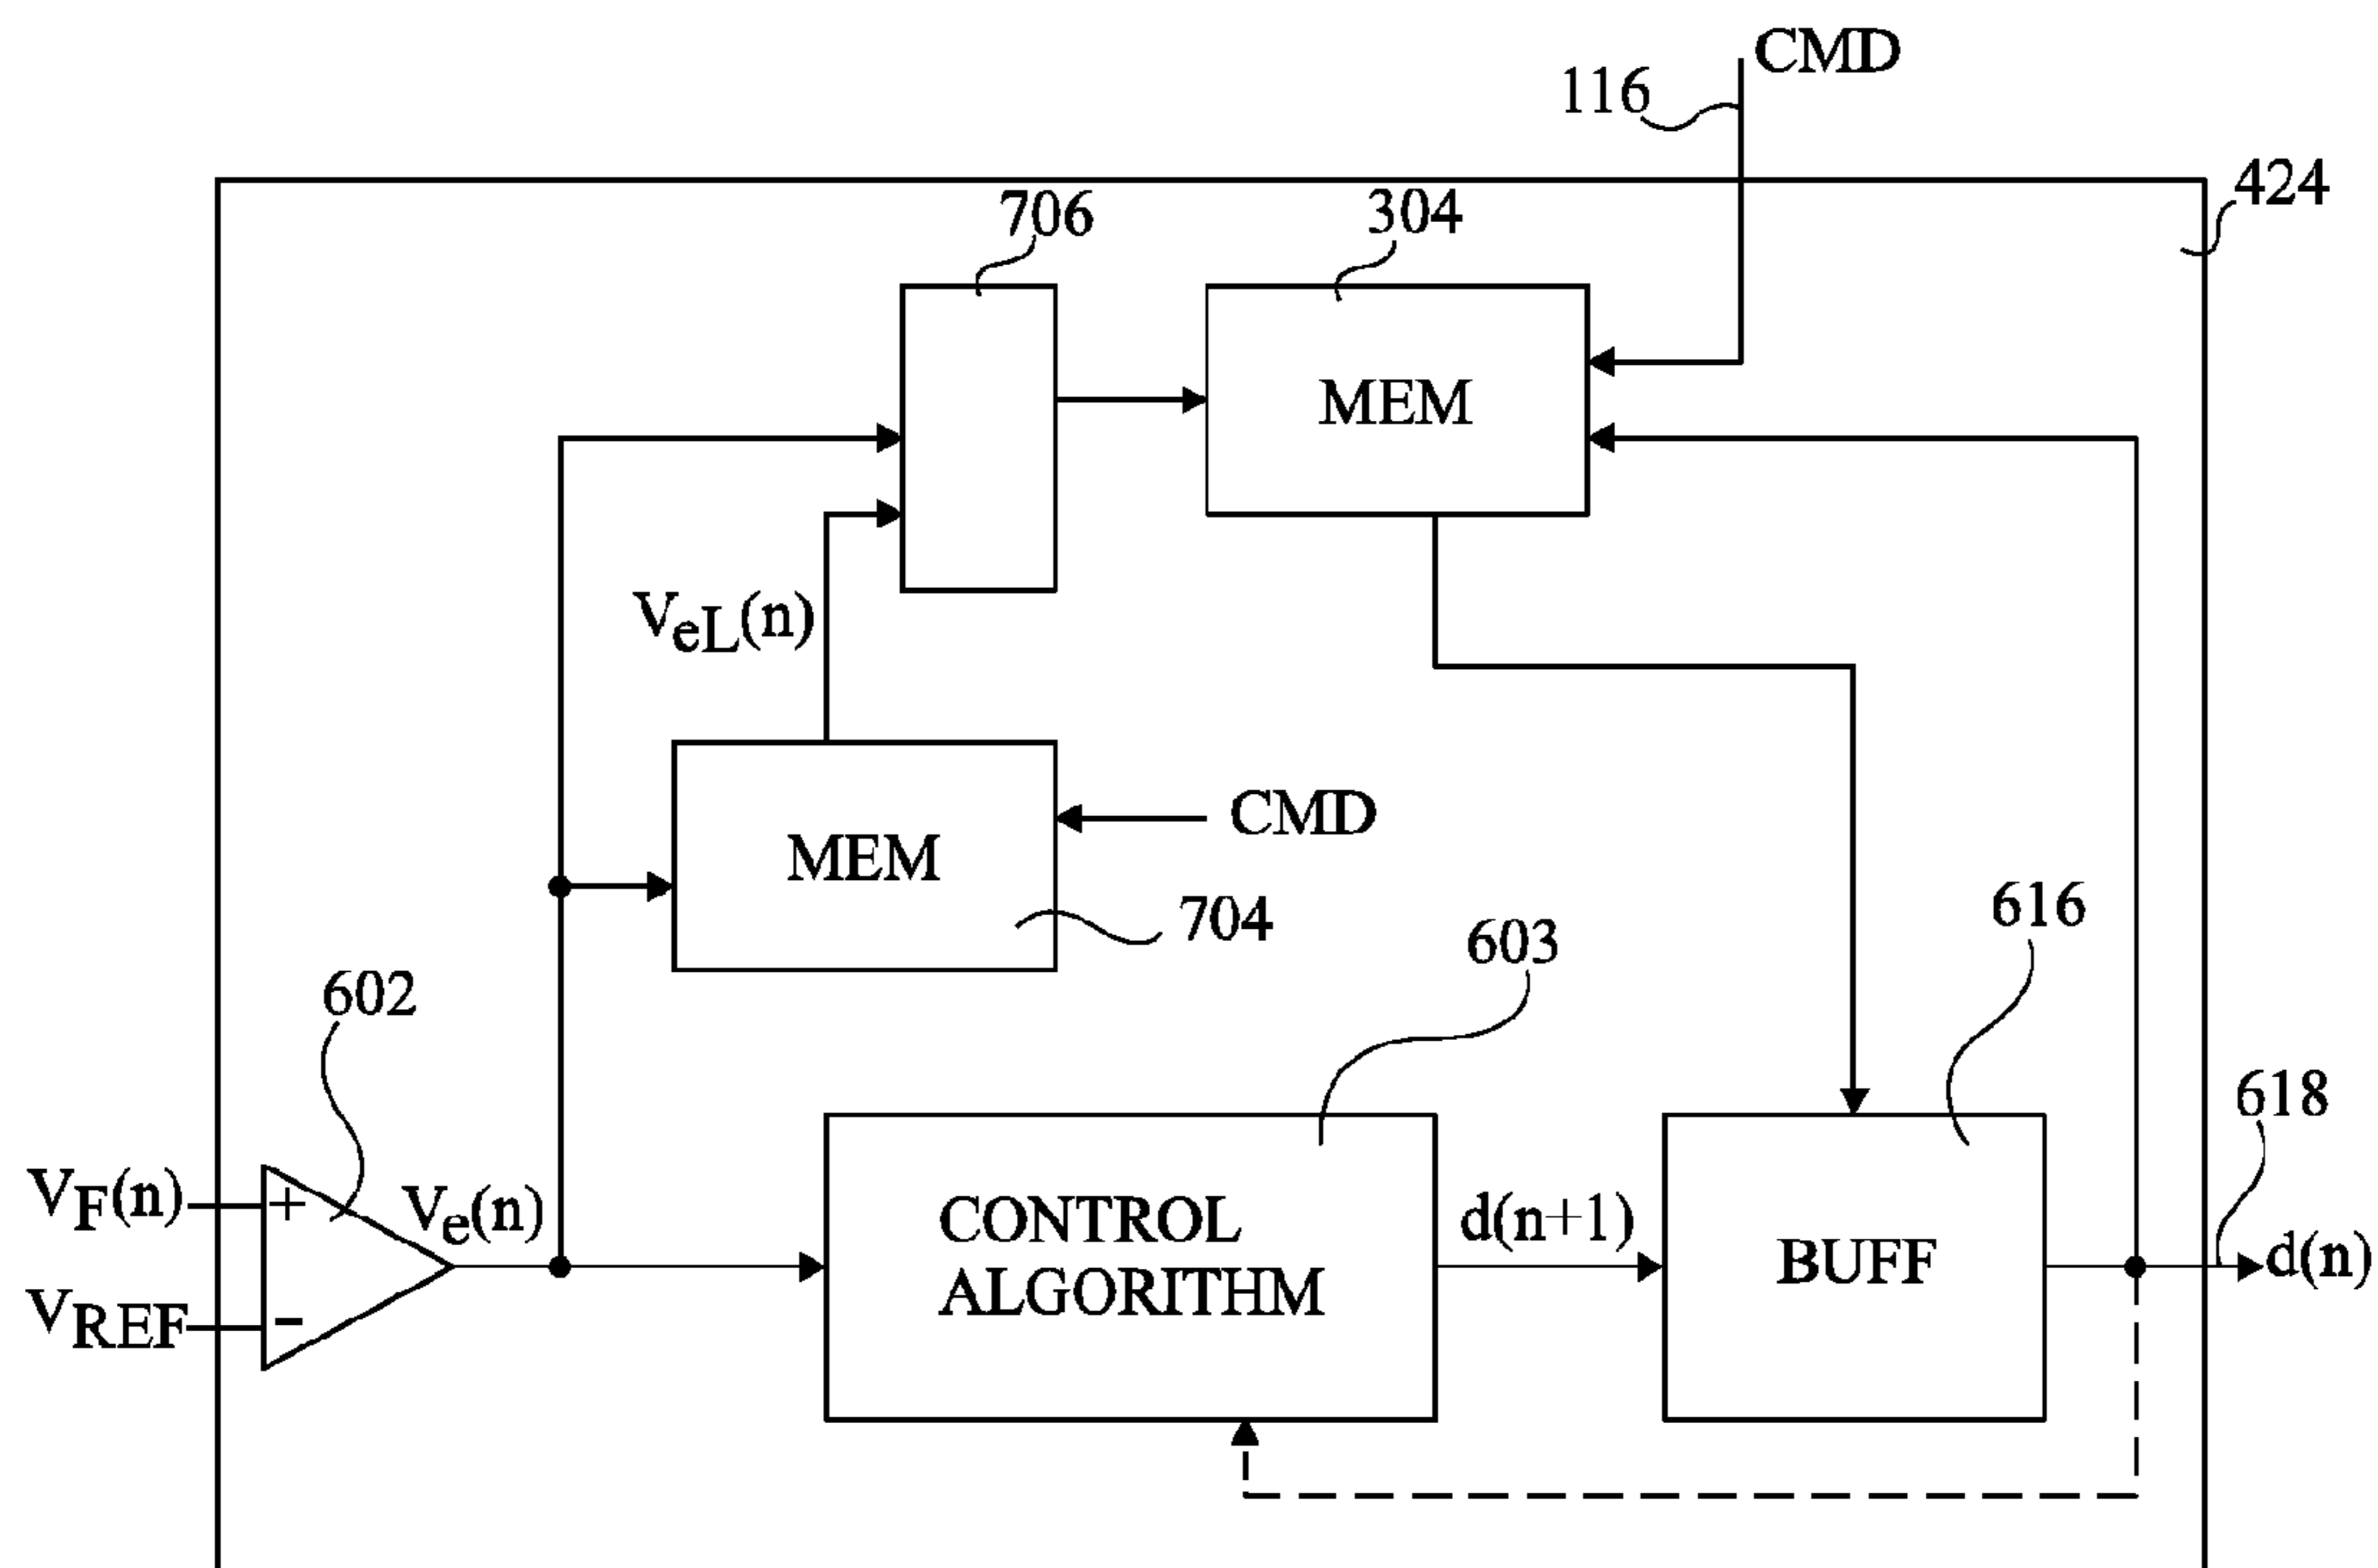 CMD
116
424
706
304
MEM
VeL(n)
MEM
CMD
704
603
616
602
618
VF(n)
+
Ve(n)
CONTROL
ALGORITHM
d(n+1)
BUFF
d(n)
VREF
-